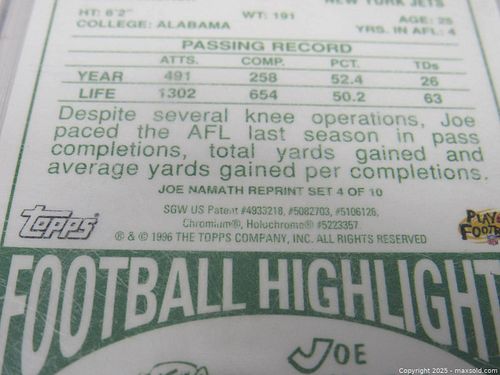 NEW YORK JETS
HT: 6'2" WT: 191 AGE: 25
COLLEGE: ALABAMA YRS. IN AFL: 4
PASSING RECORD
ATTS. COMP. PCT. TDs
YEAR 491 258 52.4 26
LIFE 1302 654 50.2 63
Despite several knee operations, Joe
paced the AFL last season in pass
completions, total yards gained and
average yards gained per completions.
JOE NAMATH REPRINT SET 4 OF 10
SGW US Patent #4933218, #5082703, #5106126,
Chromium®, Holuchrome® #5223357.
® & © 1996 THE TOPPS COMPANY, INC. ALL RIGHTS RESERVED
Topps
PLAY
FOOTB
FOOTBALL HIGHLIGHT
JOE
Copyright © 2025 - maxsold.com